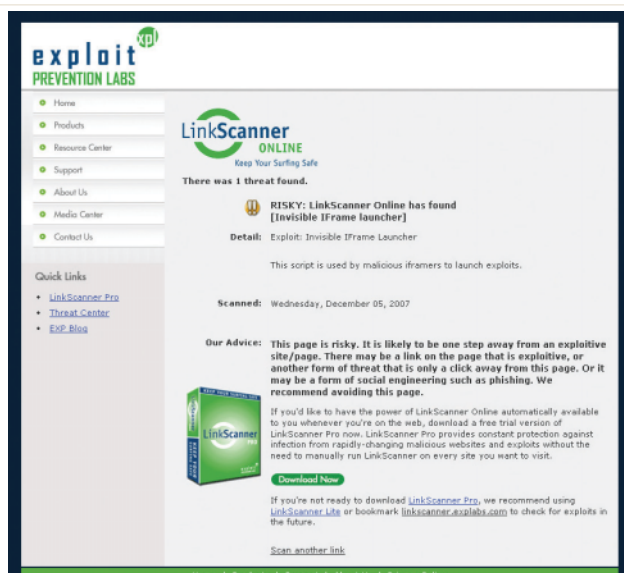 exploit xpl
PREVENTION LABS
Home
Products
Resource Center
Support
About Us
Media Center
Contact Us
Quick Links
• LinkScanner Pro
• Threat Center
• EXP Blog
LinkScanner
ONLINE
Keep Your Surfing Safe
There was 1 threat found.
RISKY: LinkScanner Online has found
[Invisible IFrame launcher]
Detail: Exploit: Invisible IFrame Launcher
This script is used by malicious iframers to launch exploits.
Scanned: Wednesday, December 05, 2007
Our Advice: This page is risky. It is likely to be one step away from an exploitive
site/page. There may be a link on the page that is exploitive, or
another form of threat that is only a click away from this page. Or it
may be a form of social engineering such as phishing. We
recommend avoiding this page.
KEEP YOUR SURFING SAFE
LinkScanner
PRO
If you'd like to have the power of LinkScanner Online automatically available
to you whenever you're on the web, download a free trial version of
LinkScanner Pro now. LinkScanner Pro provides constant protection against
infection from rapidly-changing malicious websites and exploits without the
need to manually run LinkScanner on every site you want to visit.
Download Now
If you're not ready to download LinkScanner Pro, we recommend using
LinkScanner Lite or bookmark linkscanner.explabs.com to check for exploits in
the future.
Scan another link